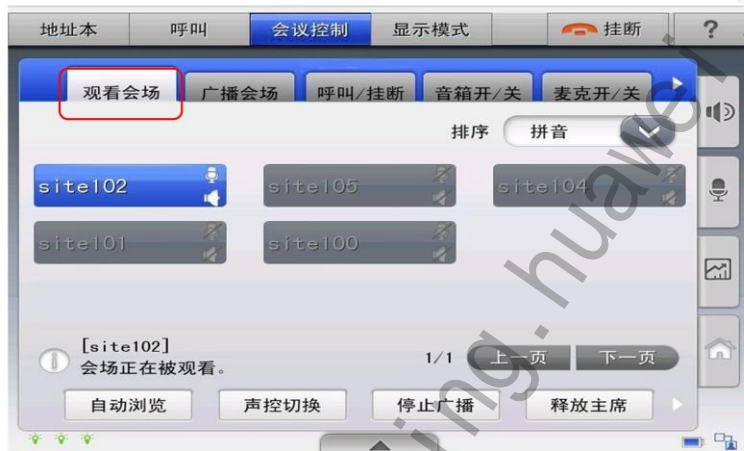 地址本 呼叫 会议控制 显示模式 挂断 ?
观看会场 广播会场 呼叫/挂断 音箱开/关 麦克开/关
排序 拼音
site102 site105 site104
site101 site100
[site102]
会场正在被观看。
1/1 上一页 下一页
自动浏览 声控切换 停止广播 释放主席
ing.huawei